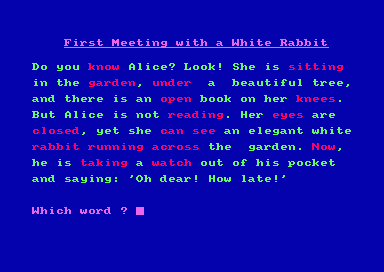 First Meeting with a White Rabbit
Do you know Alice? Look! She is sitting
in the garden, under  a  beautiful tree,
and there is an open book on her knees.
But Alice is not reading. Her eyes are
closed, yet she can see an elegant white
rabbit running across the  garden. Now,
he is taking a watch out of his pocket
and saying: 'Oh dear! How late!'
Which word ?